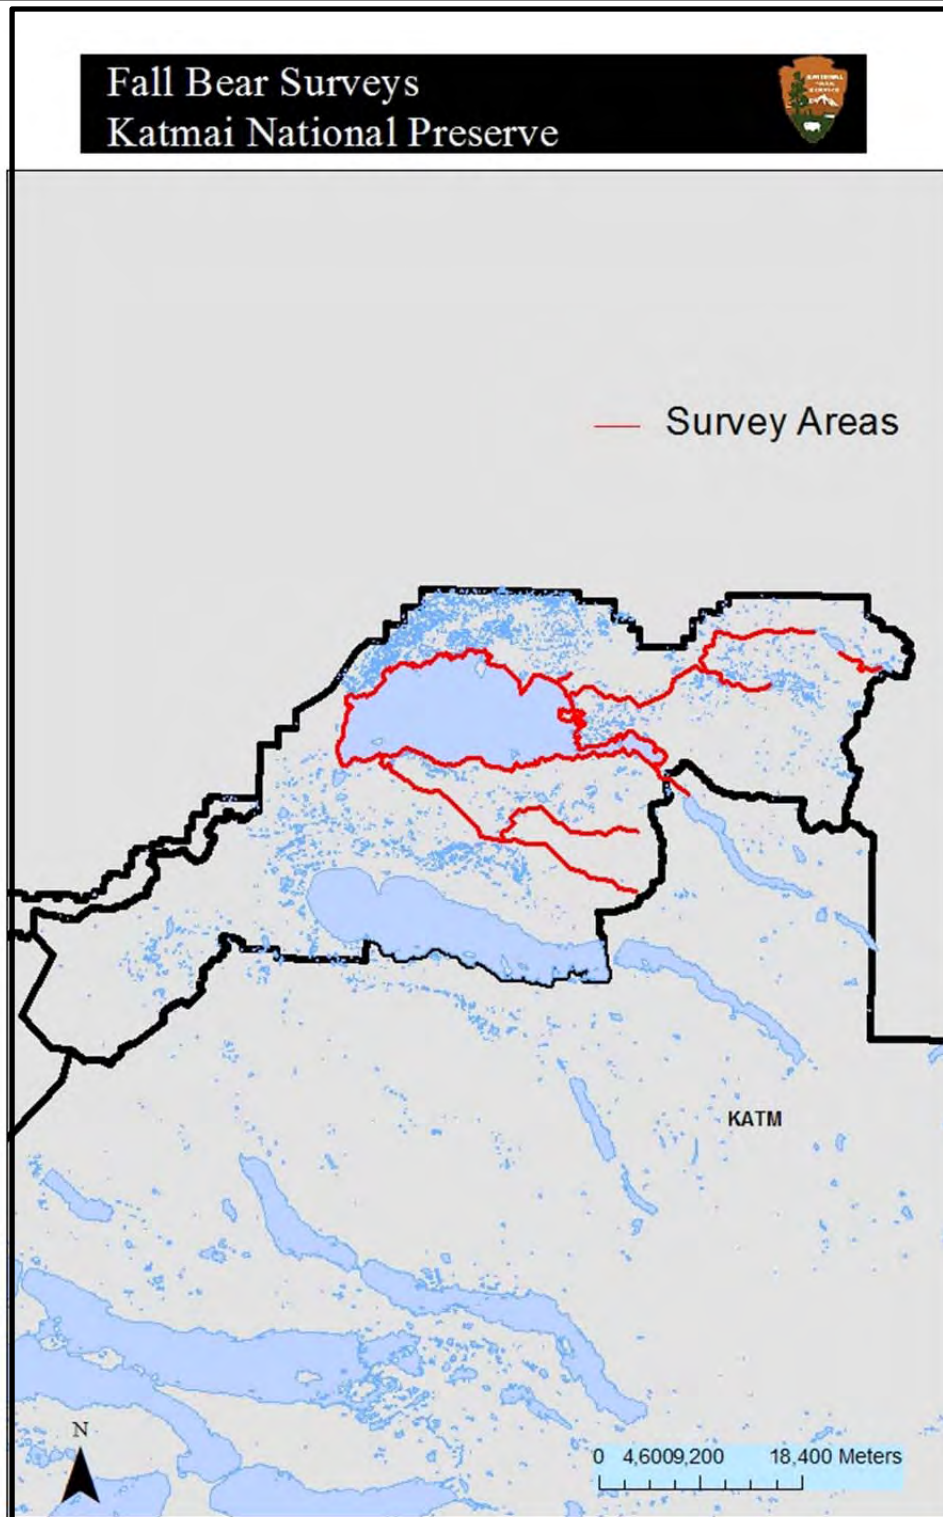 Fall Bear Surveys
Katmai National Preserve
Survey Areas
KATM
N
0 4,6009,200 18,400 Meters